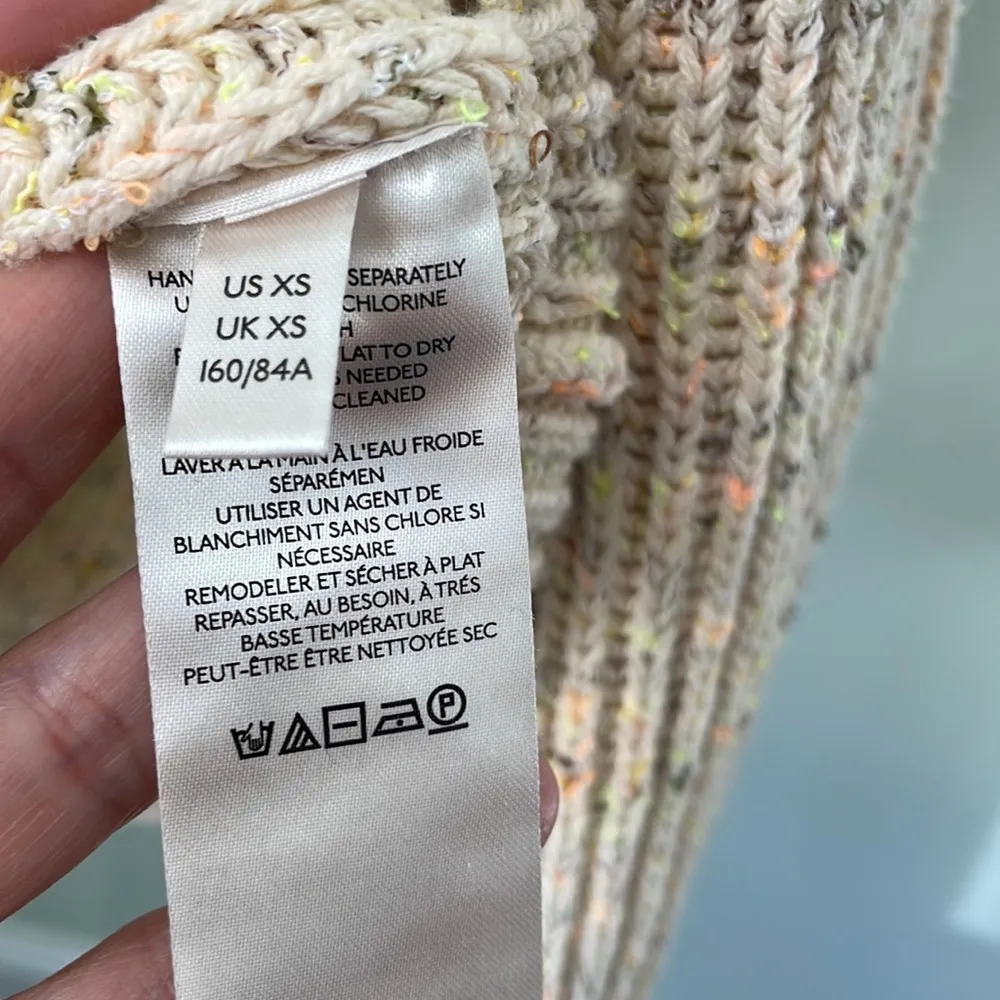 US XS
UK XS
160/84A
SEPARATELY
CHLORINE
LAT TO DRY
NEEDED
CLEANED
LAVER A LA MAIN À L'EAU FROIDE
SÉPARÉMEN
UTILISER UN AGENT DE
BLANCHIMENT SANS CHLORE SI
NÉCESSAIRE
REMODELER ET SÉCHER À PLAT
REPASSER, AU BESOIN, À TRÉS
BASSE TEMPÉRATURE
PEUT-ÊTRE ÊTRE NETTOYÉE SEC
P